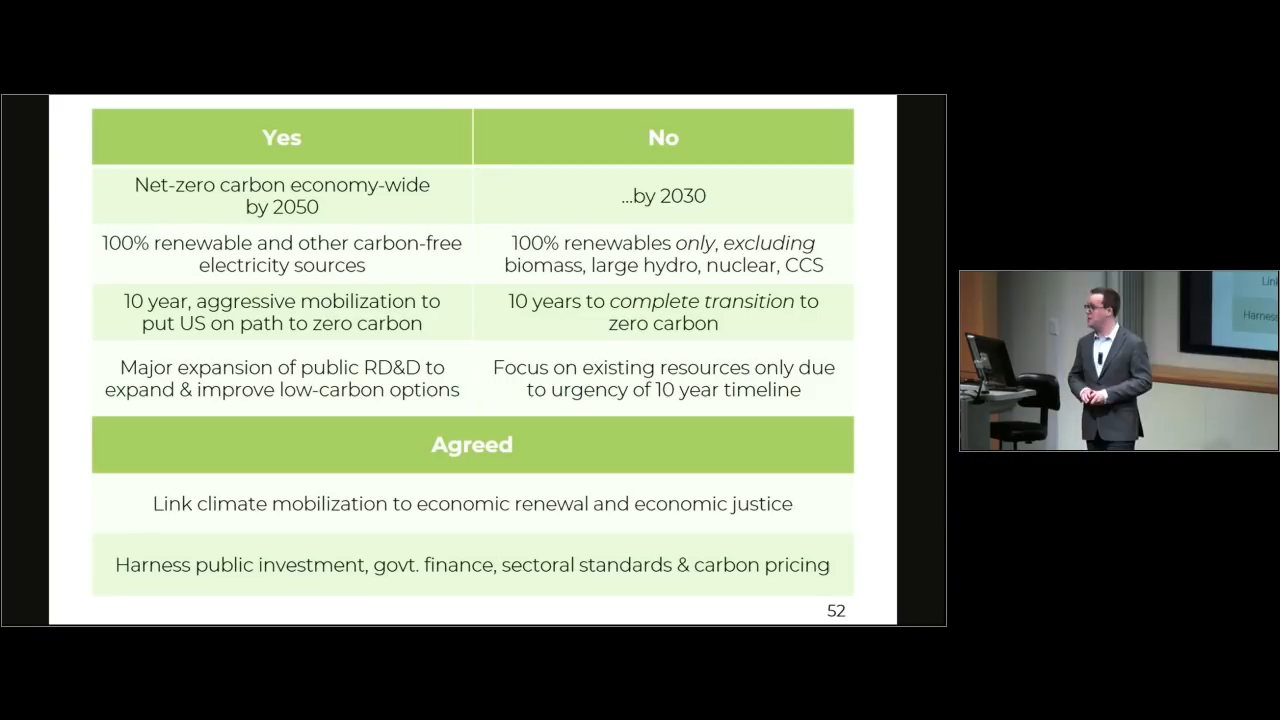 Yes
No
Net-zero carbon economy-wide
by 2050
...by 2030
100% renewable and other carbon-free
electricity sources
100% renewables only, excluding
biomass, large hydro, nuclear, CCS
10 year, aggressive mobilization to
put US on path to zero carbon
10 years to complete transition to
zero carbon
Major expansion of public RD&D to
expand & improve low-carbon options
Focus on existing resources only due
to urgency of 10 year timeline
Agreed
Link climate mobilization to economic renewal and economic justice
Harness public investment, govt. finance, sectoral standards & carbon pricing
52
Link
Harness